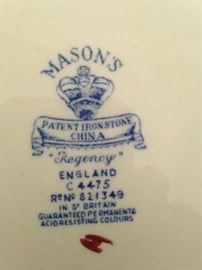 MASON'S
PATENT IRONSTONE
CHINA
"Regency"
ENGLAND
C 4475
RᴱNº 821349
IN GT BRITAIN
GUARANTEED PERMANENT &
ACID RESISTING COLOURS